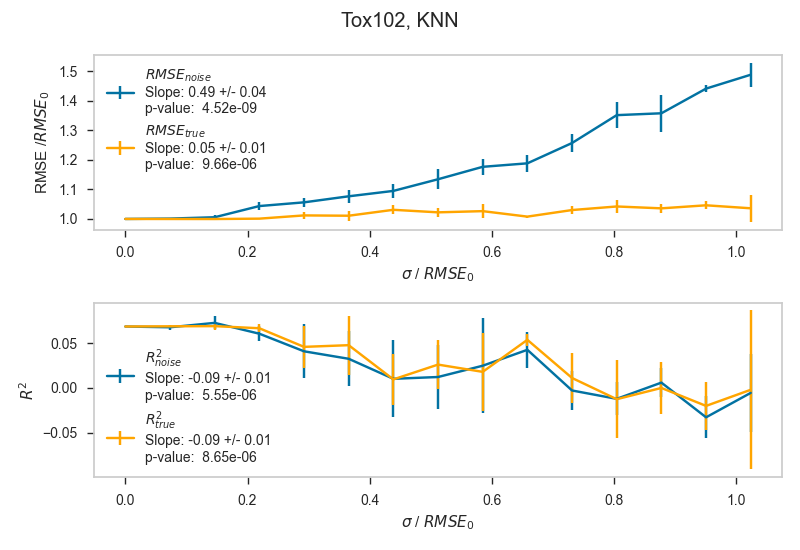 Tox102, KNN
RMSE /RMSE₀
1.5
1.4
1.3
1.2
1.1
1.0
RMSE_noise
Slope: 0.49 +/- 0.04
p-value: 4.52e-09
RMSE_true
Slope: 0.05 +/- 0.01
p-value: 9.66e-06
0.0 0.2 0.4 0.6 0.8 1.0
σ / RMSE₀
R²
0.05
0.00
−0.05
R²_noise
Slope: -0.09 +/- 0.01
p-value: 5.55e-06
R²_true
Slope: -0.09 +/- 0.01
p-value: 8.65e-06
0.0 0.2 0.4 0.6 0.8 1.0
σ / RMSE₀